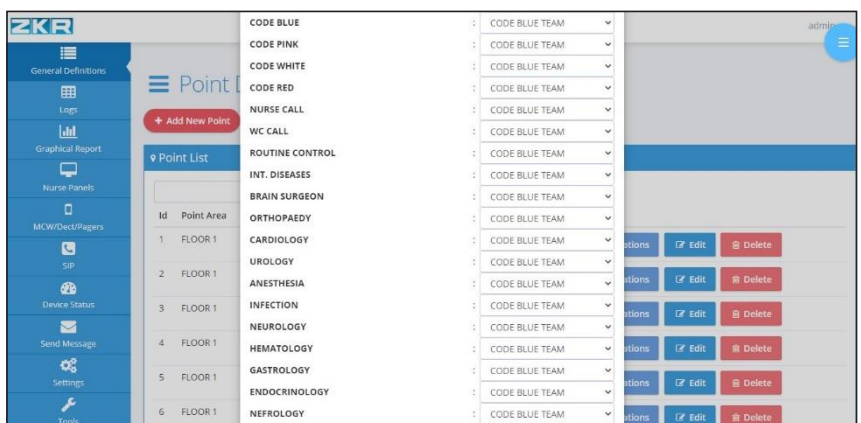 ZKR
admin
General Definitions
Logs
Graphical Report
Nurse Panels
MCW/Dect/Pagers
SIP
Device Status
Send Message
Settings
Tools
Point
+ Add New Point
Point List
Id Point Area
1 FLOOR 1
2 FLOOR 1
3 FLOOR 1
4 FLOOR 1
5 FLOOR 1
6 FLOOR 1
CODE BLUE : CODE BLUE TEAM
CODE PINK : CODE BLUE TEAM
CODE WHITE : CODE BLUE TEAM
CODE RED : CODE BLUE TEAM
NURSE CALL : CODE BLUE TEAM
WC CALL : CODE BLUE TEAM
ROUTINE CONTROL : CODE BLUE TEAM
INT. DISEASES : CODE BLUE TEAM
BRAIN SURGEON : CODE BLUE TEAM
ORTHOPAEDY : CODE BLUE TEAM
CARDIOLOGY : CODE BLUE TEAM
UROLOGY : CODE BLUE TEAM
ANESTHESIA : CODE BLUE TEAM
INFECTION : CODE BLUE TEAM
NEUROLOGY : CODE BLUE TEAM
HEMATOLOGY : CODE BLUE TEAM
GASTROLOGY : CODE BLUE TEAM
ENDOCRINOLOGY : CODE BLUE TEAM
NEFROLOGY : CODE BLUE TEAM
ations Edit Delete
ations Edit Delete
ations Edit Delete
ations Edit Delete
ations Edit Delete
ations Edit Delete